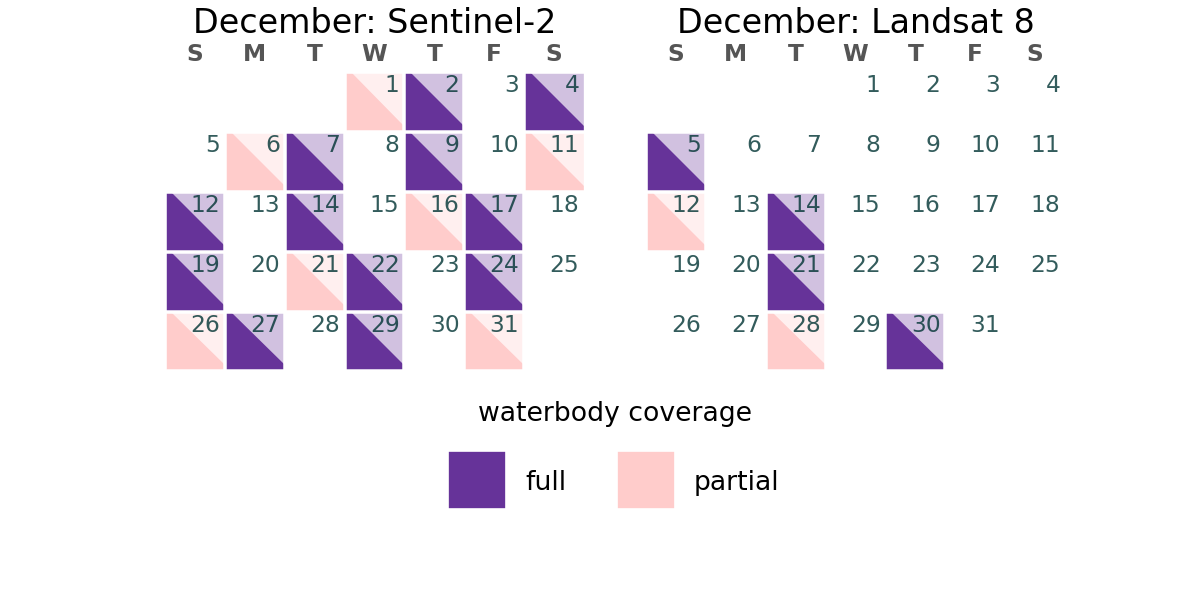 December: Sentinel-2
S M T W T F S
1 2 3 4
5 6 7 8 9 10 11
12 13 14 15 16 17 18
19 20 21 22 23 24 25
26 27 28 29 30 31
December: Landsat 8
S M T W T F S
1 2 3 4
5 6 7 8 9 10 11
12 13 14 15 16 17 18
19 20 21 22 23 24 25
26 27 28 29 30 31
waterbody coverage
full partial